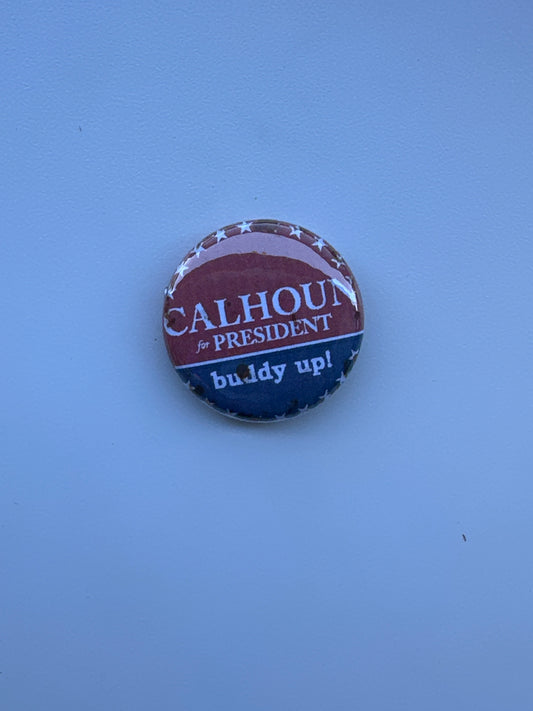 CALHOUN
for PRESIDENT
buddy up!